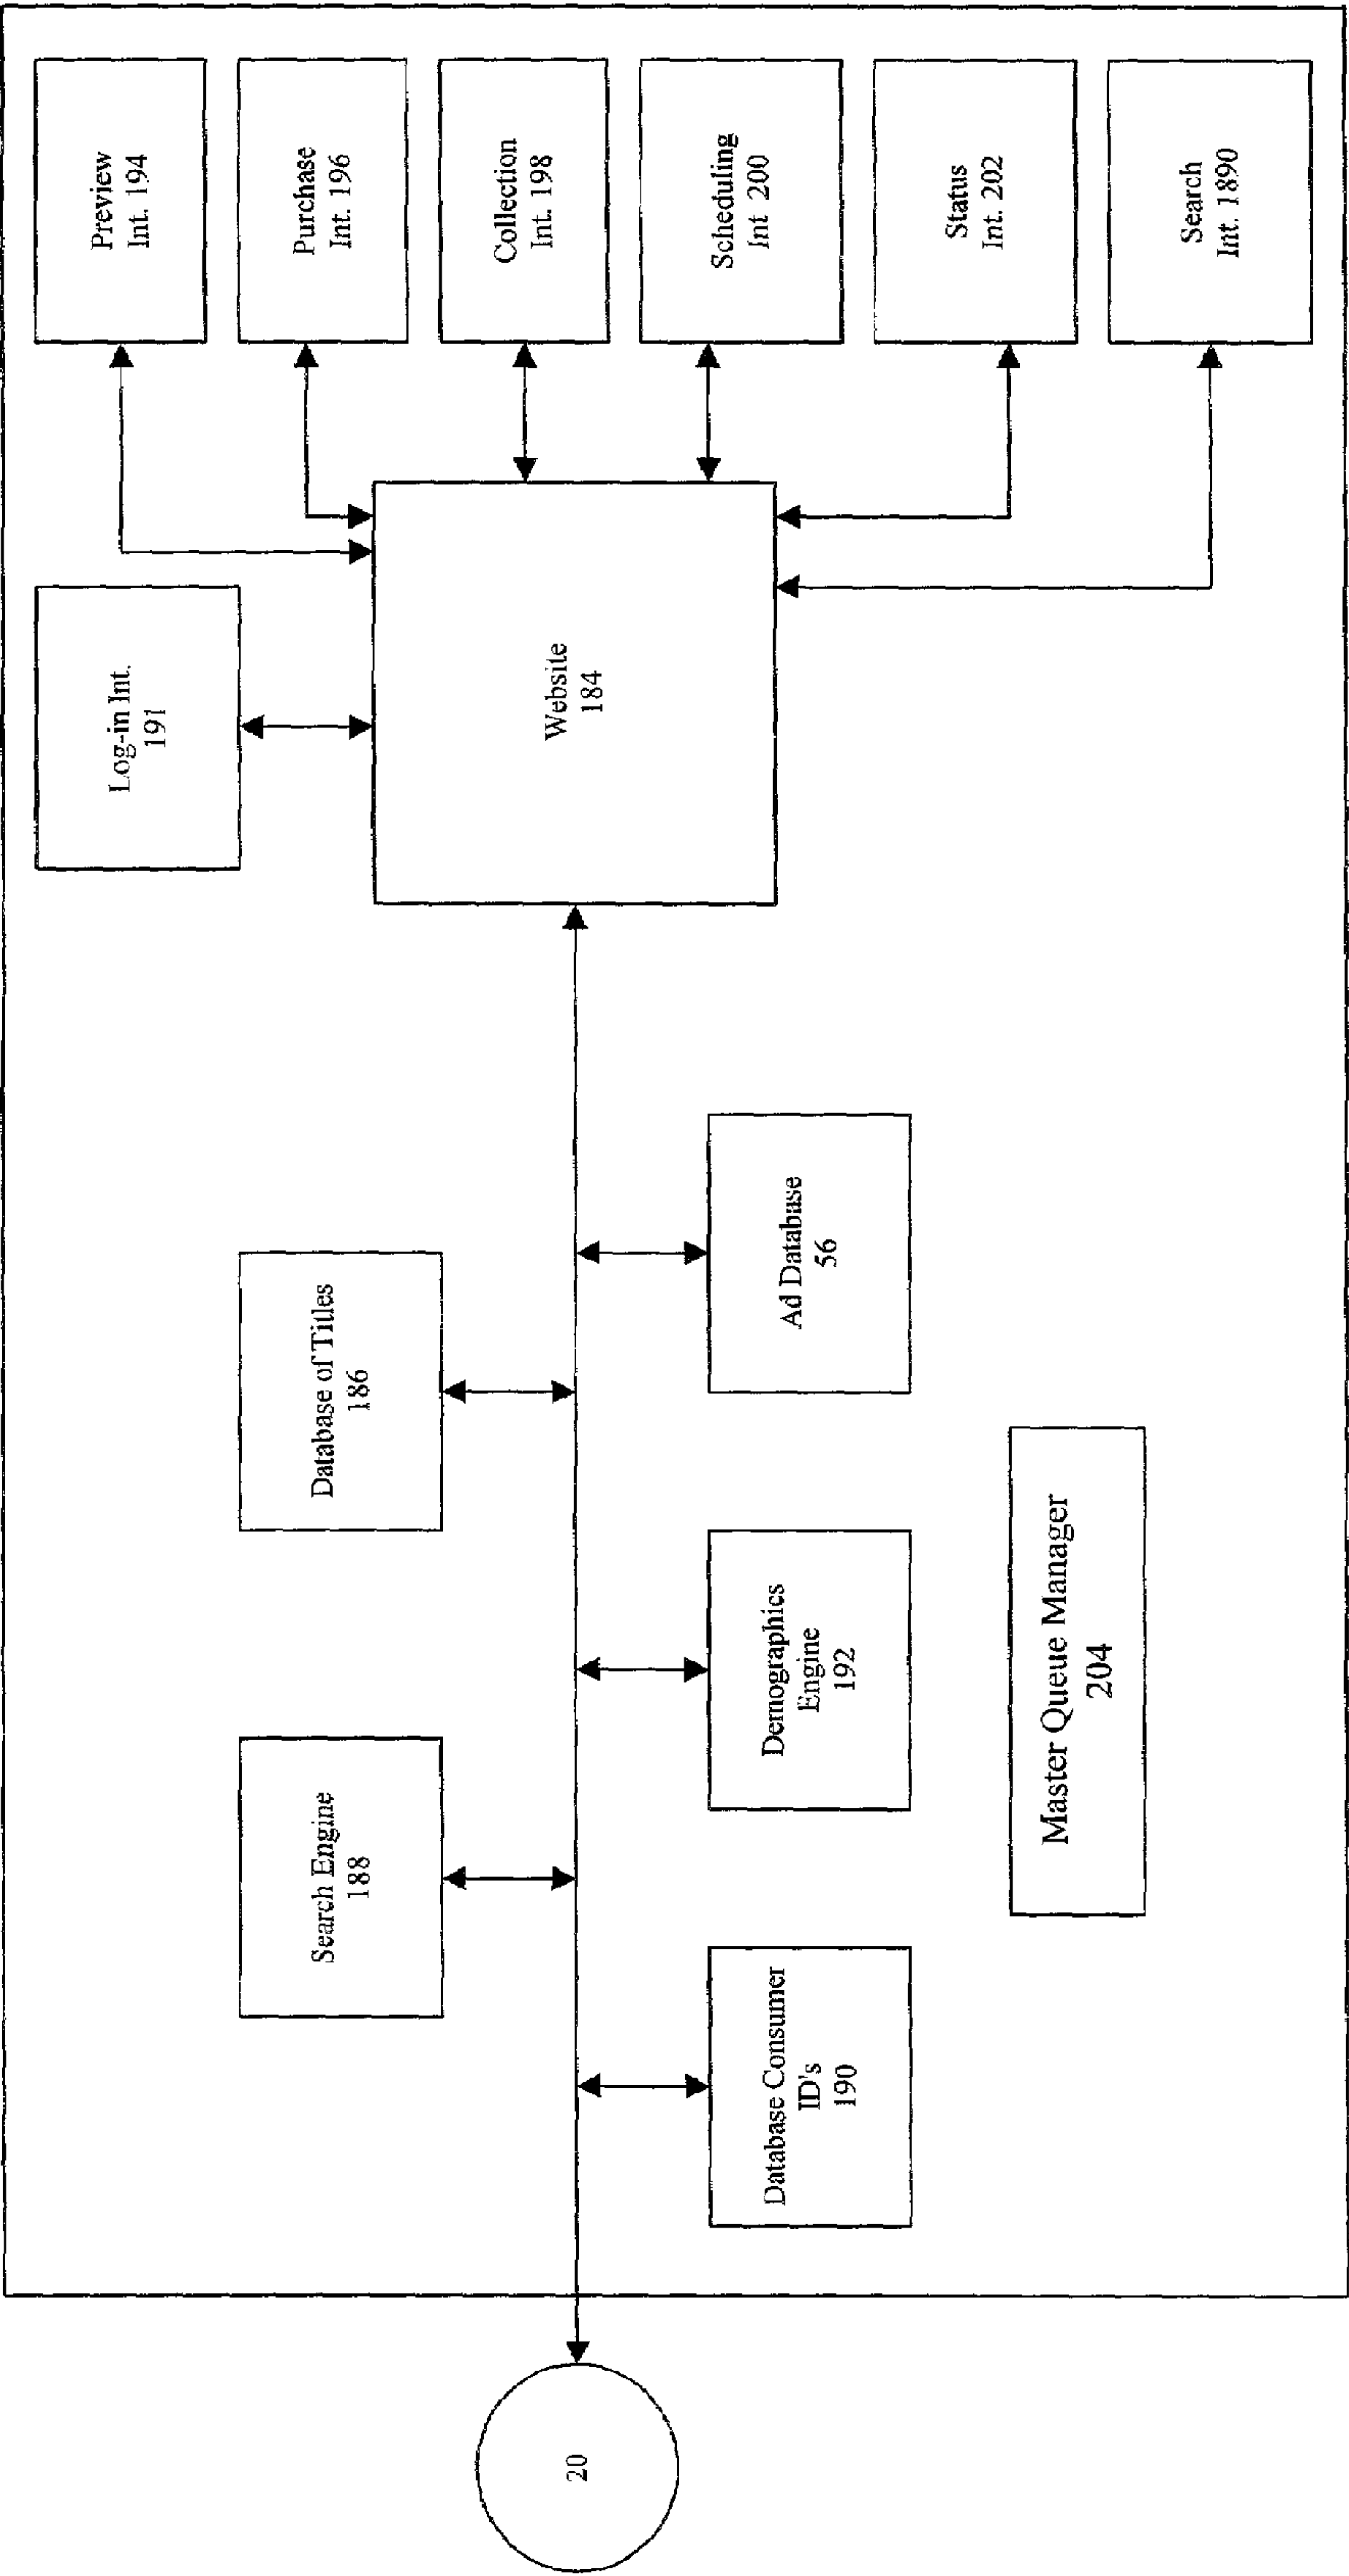 Log-in Int.
191
Preview
Int. 194
Search Engine
188
Database of Titles
186
Purchase
Int. 196
20
Website
184
Collection
Int. 198
Database Consumer
ID's
190
Demographics
Engine
192
Ad Database
56
Scheduling
Int 200
Status
Int. 202
Master Queue Manager
204
Search
Int. 1890